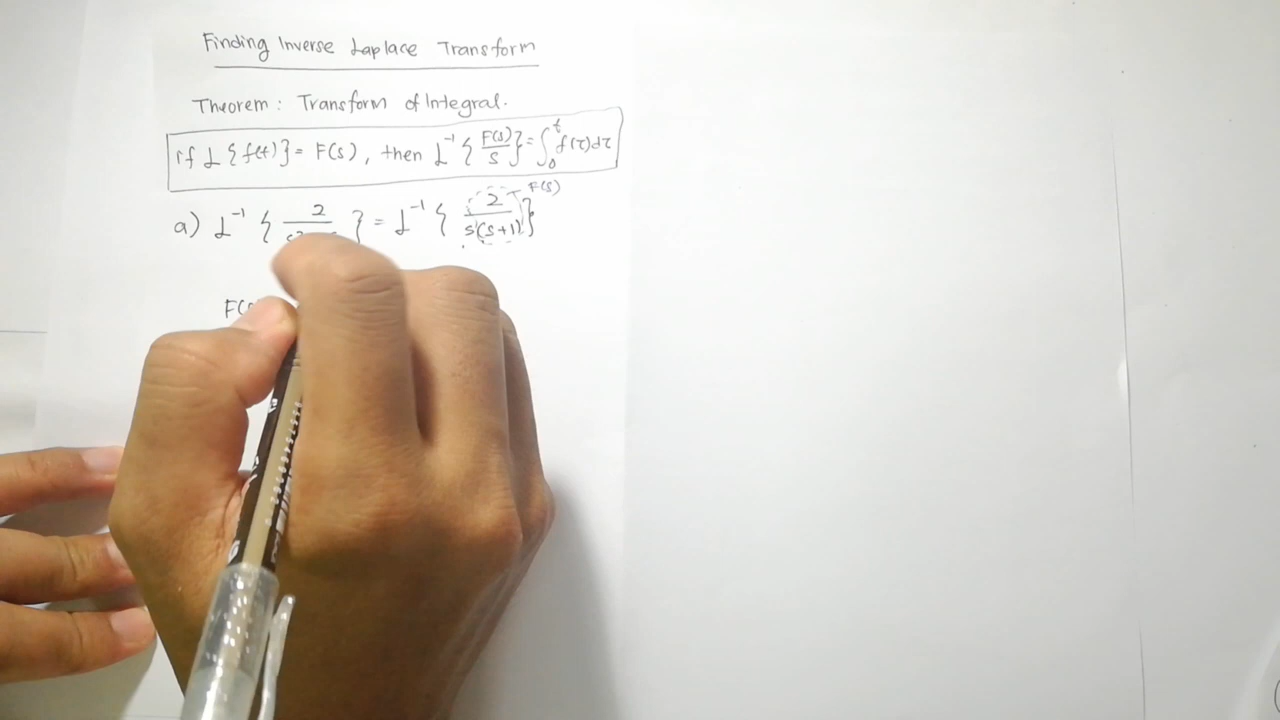 Finding Inverse Laplace Transform
Theorem : Transform of Integral.
If L {f(t)} = F(s), then L⁻¹ { F(s)/s } = ∫₀ᵗ f(τ)dτ
a) L⁻¹ { 2/ } = L⁻¹ { 2/s(s+1) } F(s)